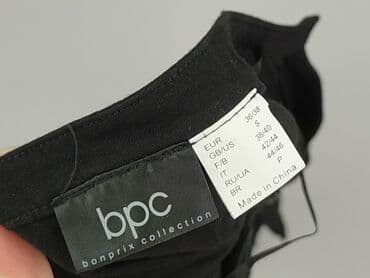 bpc
bonprix collection
EUR 36/38
GB/US S
F/B 38/40
IT 42/44
RU/UA 44/46
BR P
Made in China